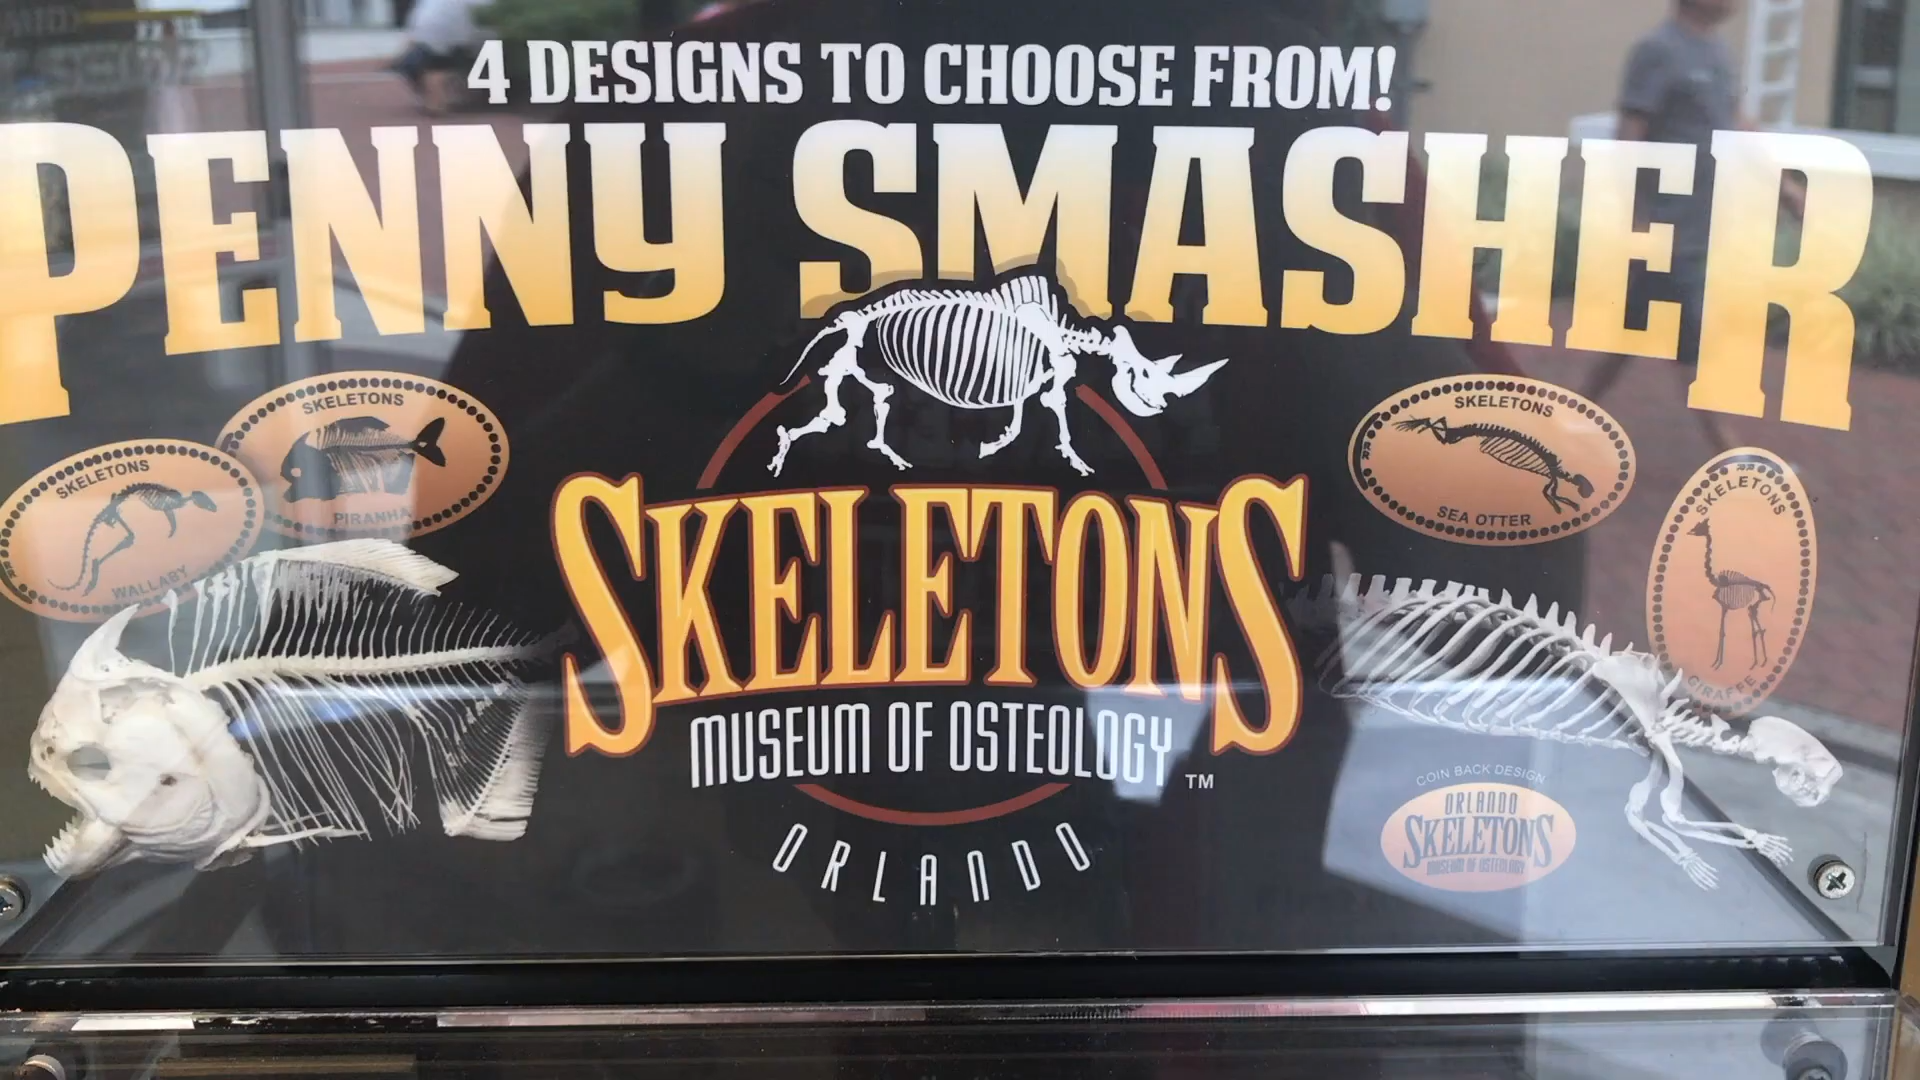 4 DESIGNS TO CHOOSE FROM!
PENNY SMASHER
SKELETONS
PIRANHA
SKELETONS
WALLABY
SKELETONS
SEA OTTER
SKELETONS
GIRAFFE
SKELETONS
MUSEUM OF OSTEOLOGY TM
ORLANDO
COIN BACK DESIGN
ORLANDO
SKELETONS
MUSEUM OF OSTEOLOGY